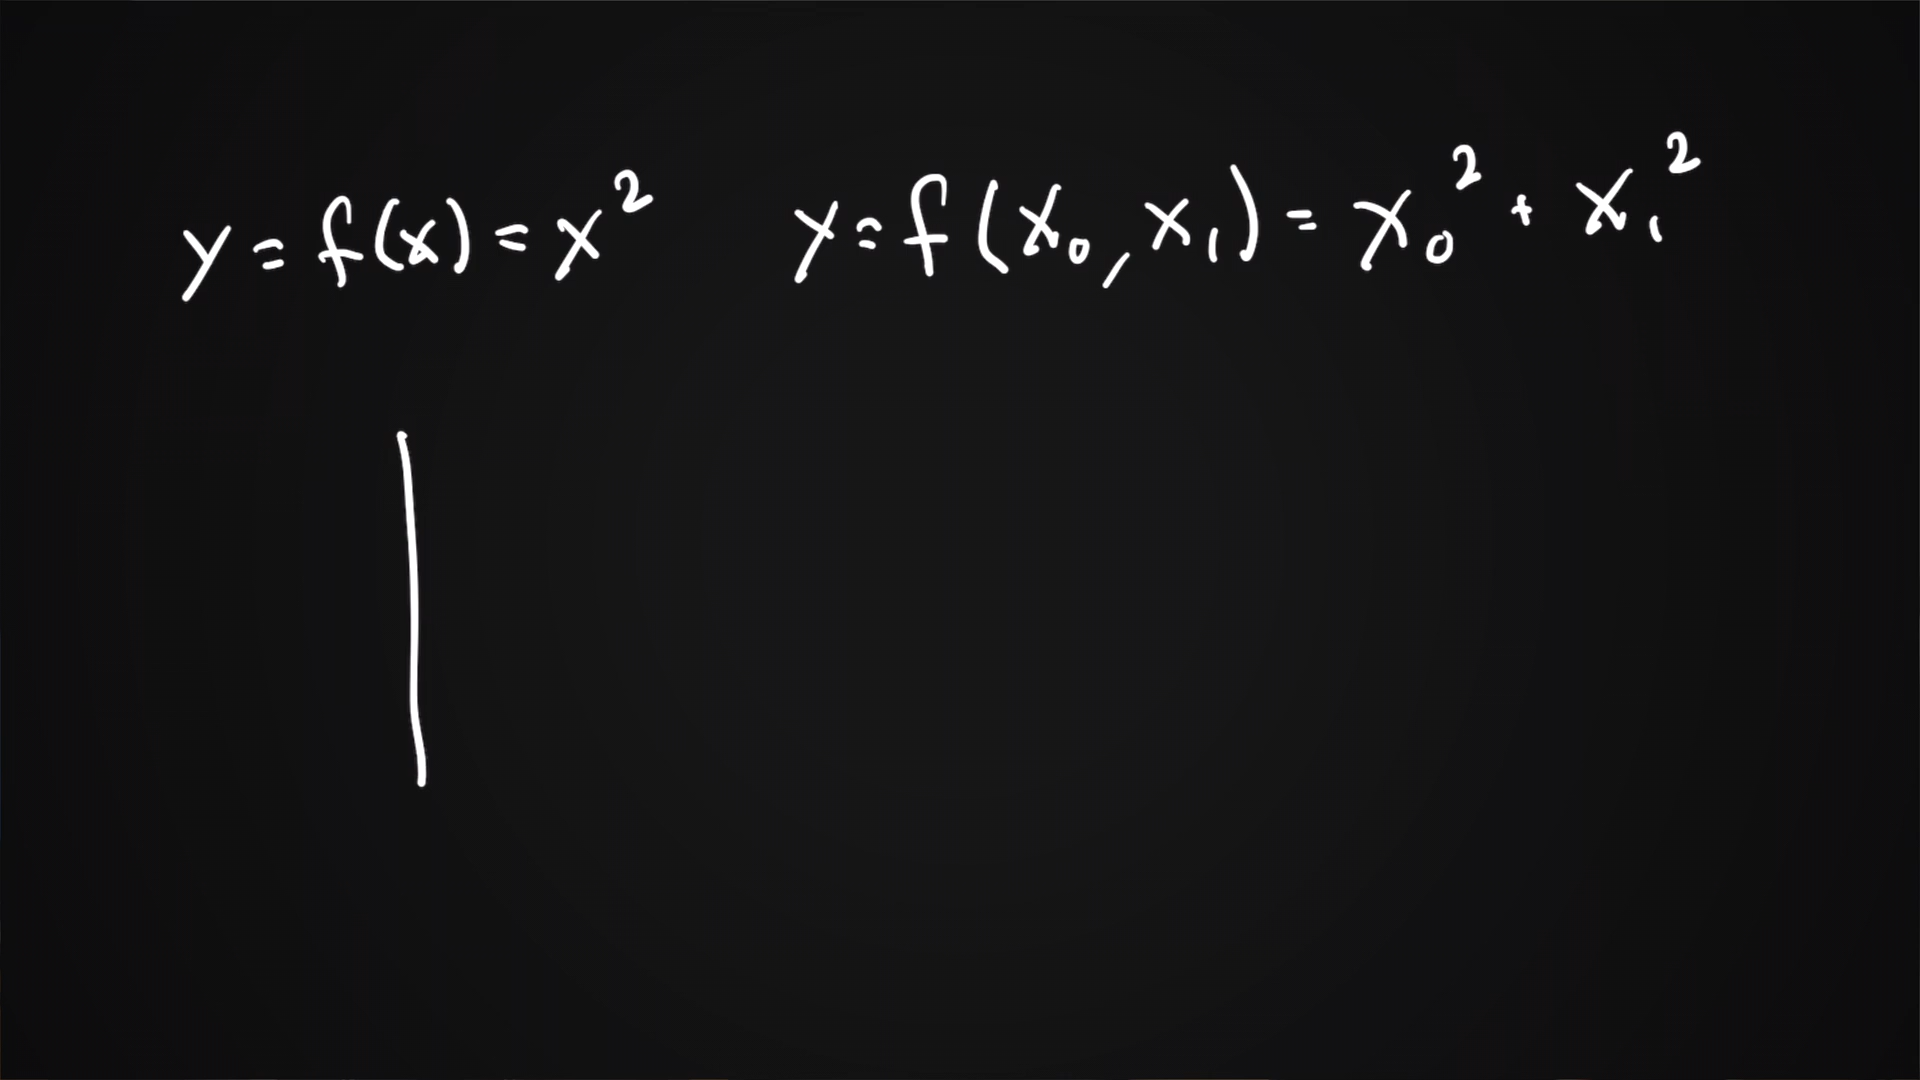 y = f(x) = x² y = f(x₀, x₁) = x₀² + x₁²